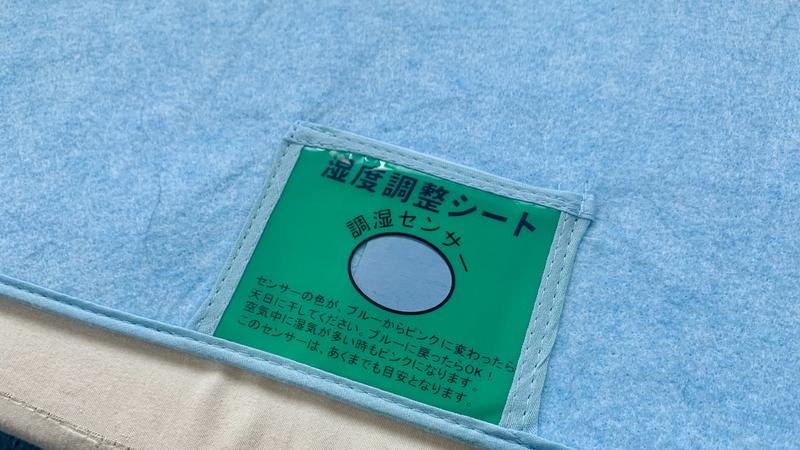 湿度調整シート
調湿センサー
センサーの色が、ブルーからピンクに変わったら
天日に干してください。ブルーに戻ったらOK!
空気中に湿気が多い時もピンクになります。
このセンサーは、あくまでも目安となります。